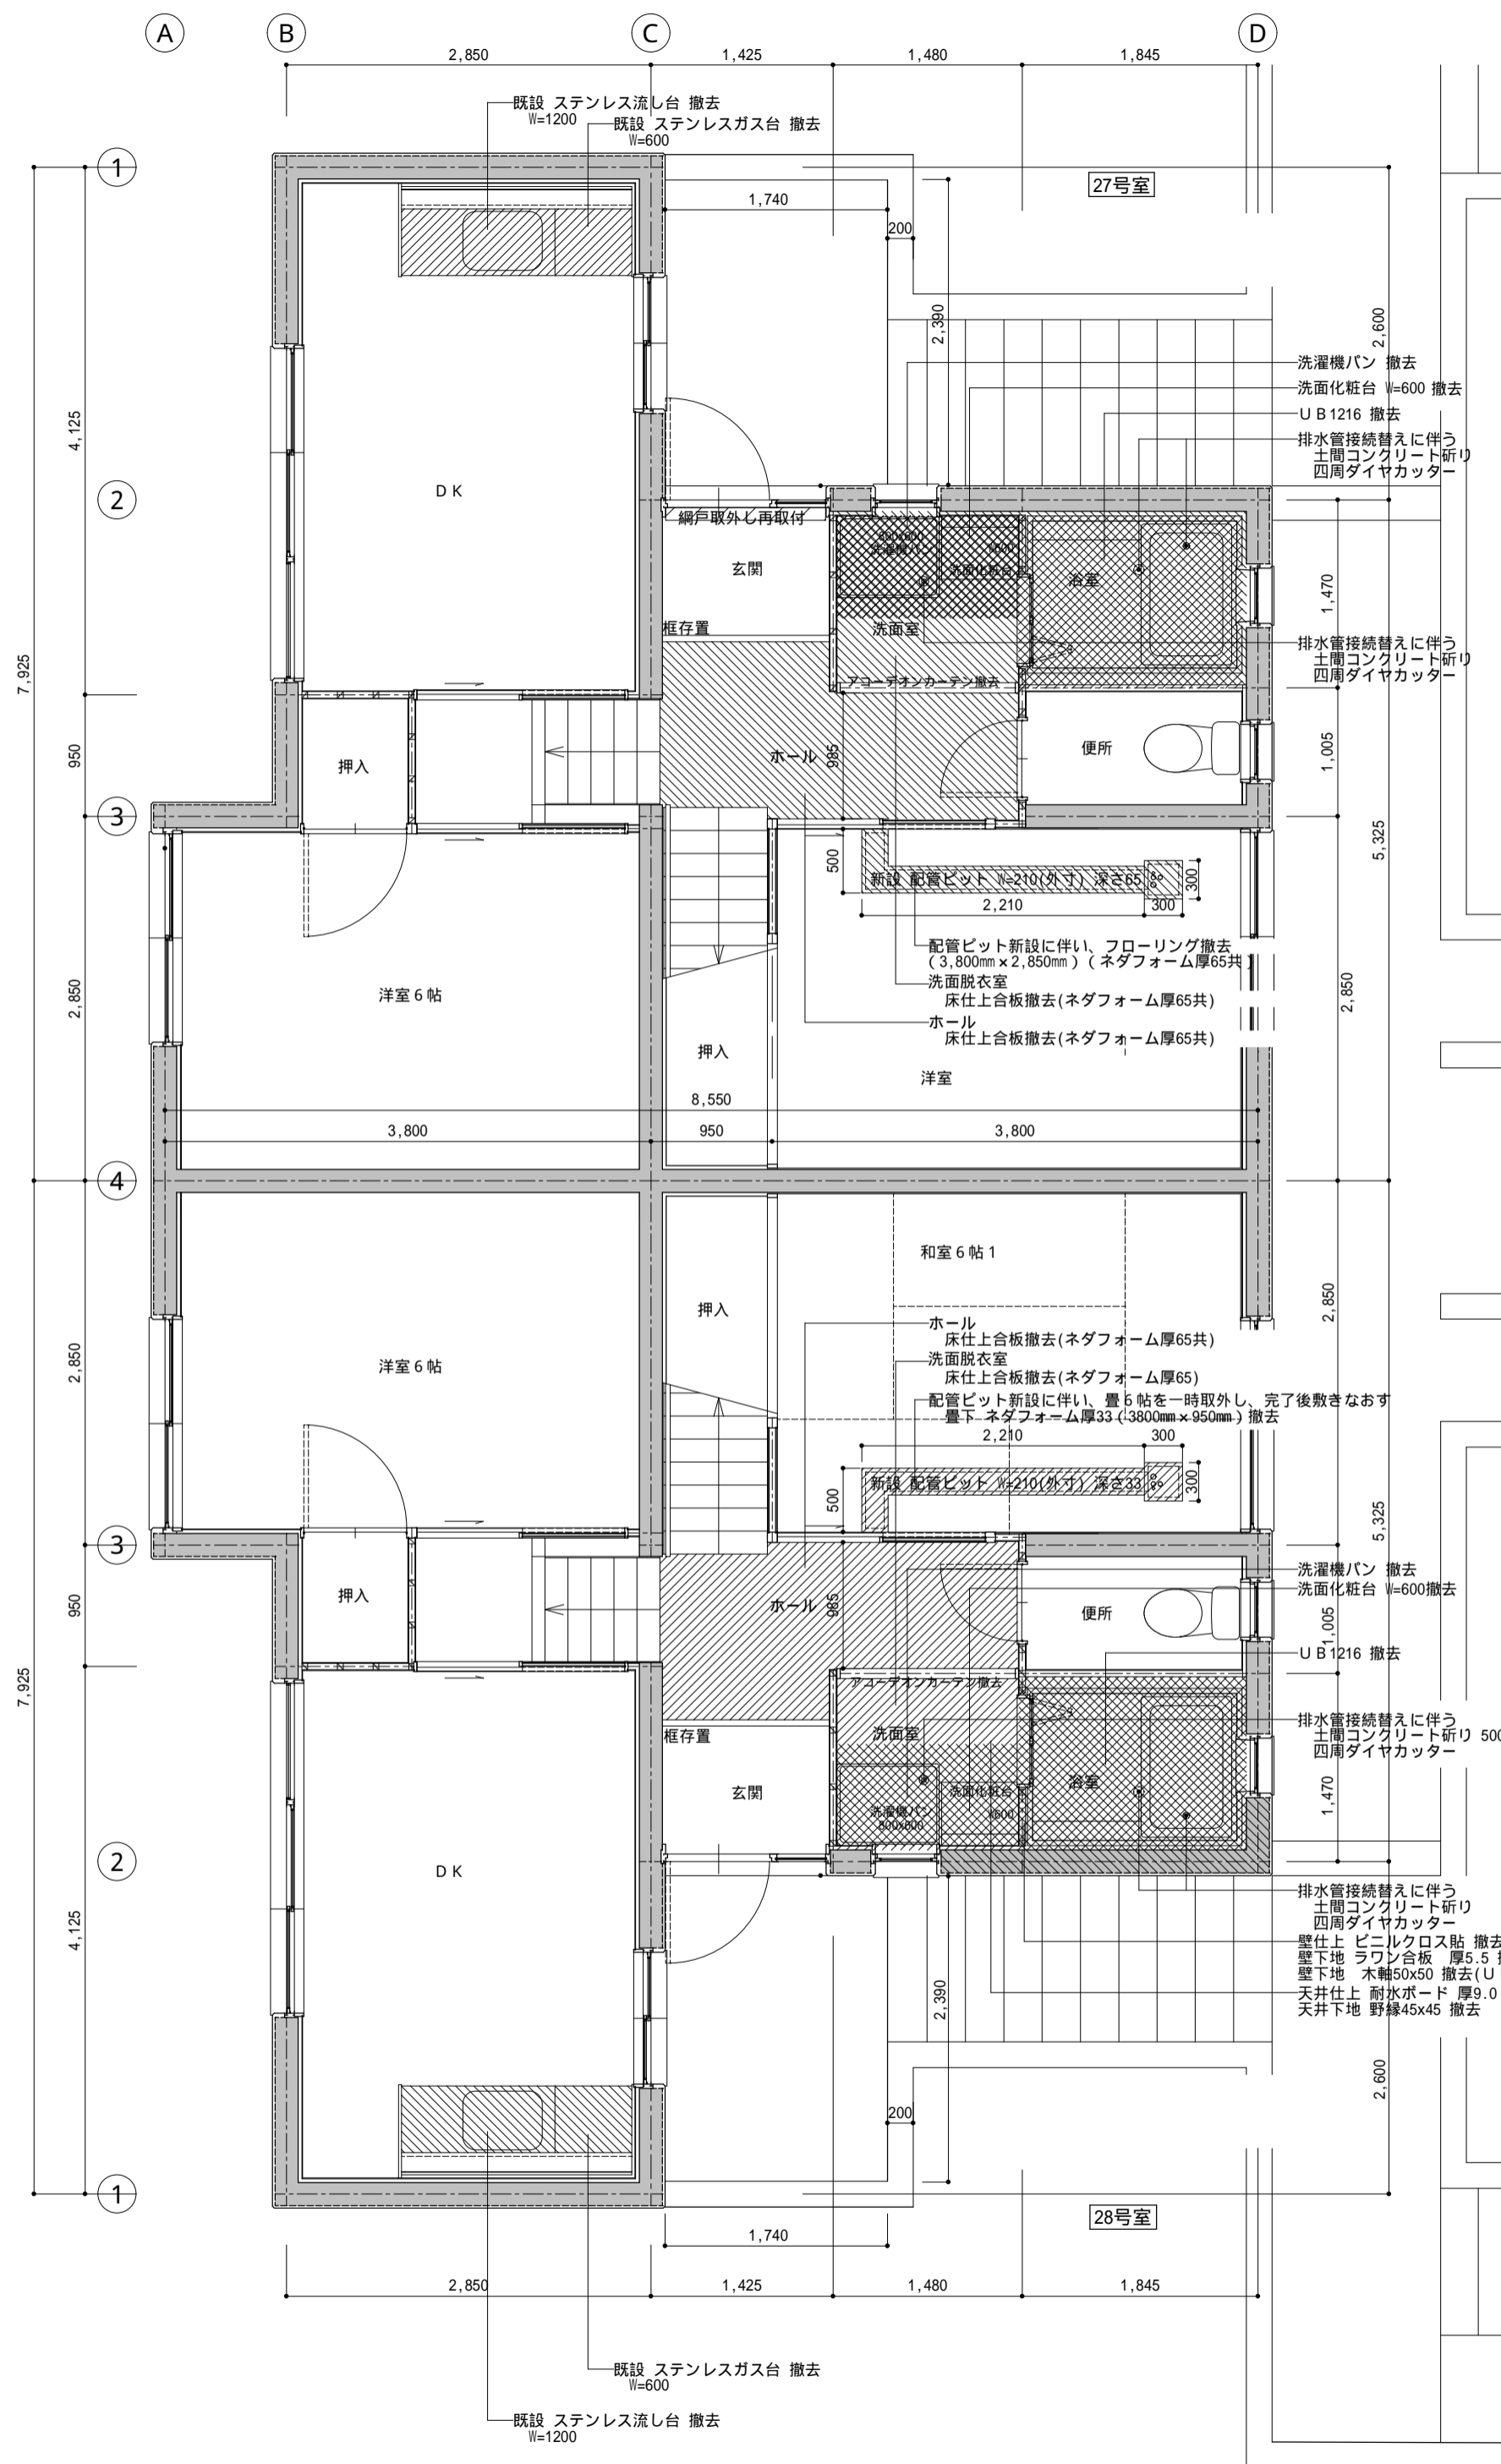 A
B
C
D
2,850
1,425
1,480
1,845
既設 ステンレス流し台 撤去
W=1200
既設 ステンレスガス台 撤去
W=600
1
27号室
1,740
200
2,390
2,600
洗濯機パン 撤去
洗面化粧台 W=600 撤去
UB1216 撤去
排水管接続替えに伴う
土間コンクリート斫り
四周ダイヤカッター
4,125
2
DK
網戸取外し再取付
800x600
洗濯機パン
W600
洗面化粧台
玄関
浴室
1,470
框存置
洗面室
排水管接続替えに伴う
土間コンクリート斫り
四周ダイヤカッター
7,925
アコーデオンカーテン撤去
950
押入
ホール
985
便所
1,005
3
5,325
500
新設 配管ピット W=210(外寸) 深さ65
300
2,210
300
配管ピット新設に伴い、フローリング撤去
(3,800mm×2,850mm)(ネダフォーム厚65共)
洗面脱衣室
床仕上合板撤去(ネダフォーム厚65共)
2,850
洋室6帖
2,850
ホール
床仕上合板撤去(ネダフォーム厚65共)
押入
洋室
8,550
3,800
950
3,800
4
和室6帖1
押入
2,850
ホール
床仕上合板撤去(ネダフォーム厚65共)
洗面脱衣室
床仕上合板撤去(ネダフォーム厚65)
2,850
洋室6帖
配管ピット新設に伴い、畳6帖を一時取外し、完了後敷きなおす
畳下 ネダフォーム厚33(3800mm×950mm)撤去
2,210
300
500
新設 配管ピット W=210(外寸) 深さ33
300
5,325
3
洗濯機パン 撤去
洗面化粧台 W=600撤去
950
押入
ホール
985
便所
1,005
UB1216 撤去
7,925
アコーデオンカーテン撤去
框存置
洗面室
排水管接続替えに伴う
土間コンクリート斫り 500
四周ダイヤカッター
玄関
洗面化粧台
W600
洗濯機パン
800x600
浴室
1,470
2
DK
排水管接続替えに伴う
土間コンクリート斫り
四周ダイヤカッター
4,125
壁仕上 ビニルクロス貼 撤去
壁下地 ラワン合板 厚5.5
壁下地 木軸50x50 撤去(U
天井仕上 耐水ボード 厚9.0
天井下地 野縁45x45 撤去
2,390
2,600
200
1
28号室
1,740
2,850
1,425
1,480
1,845
既設 ステンレスガス台 撤去
W=600
既設 ステンレス流し台 撤去
W=1200